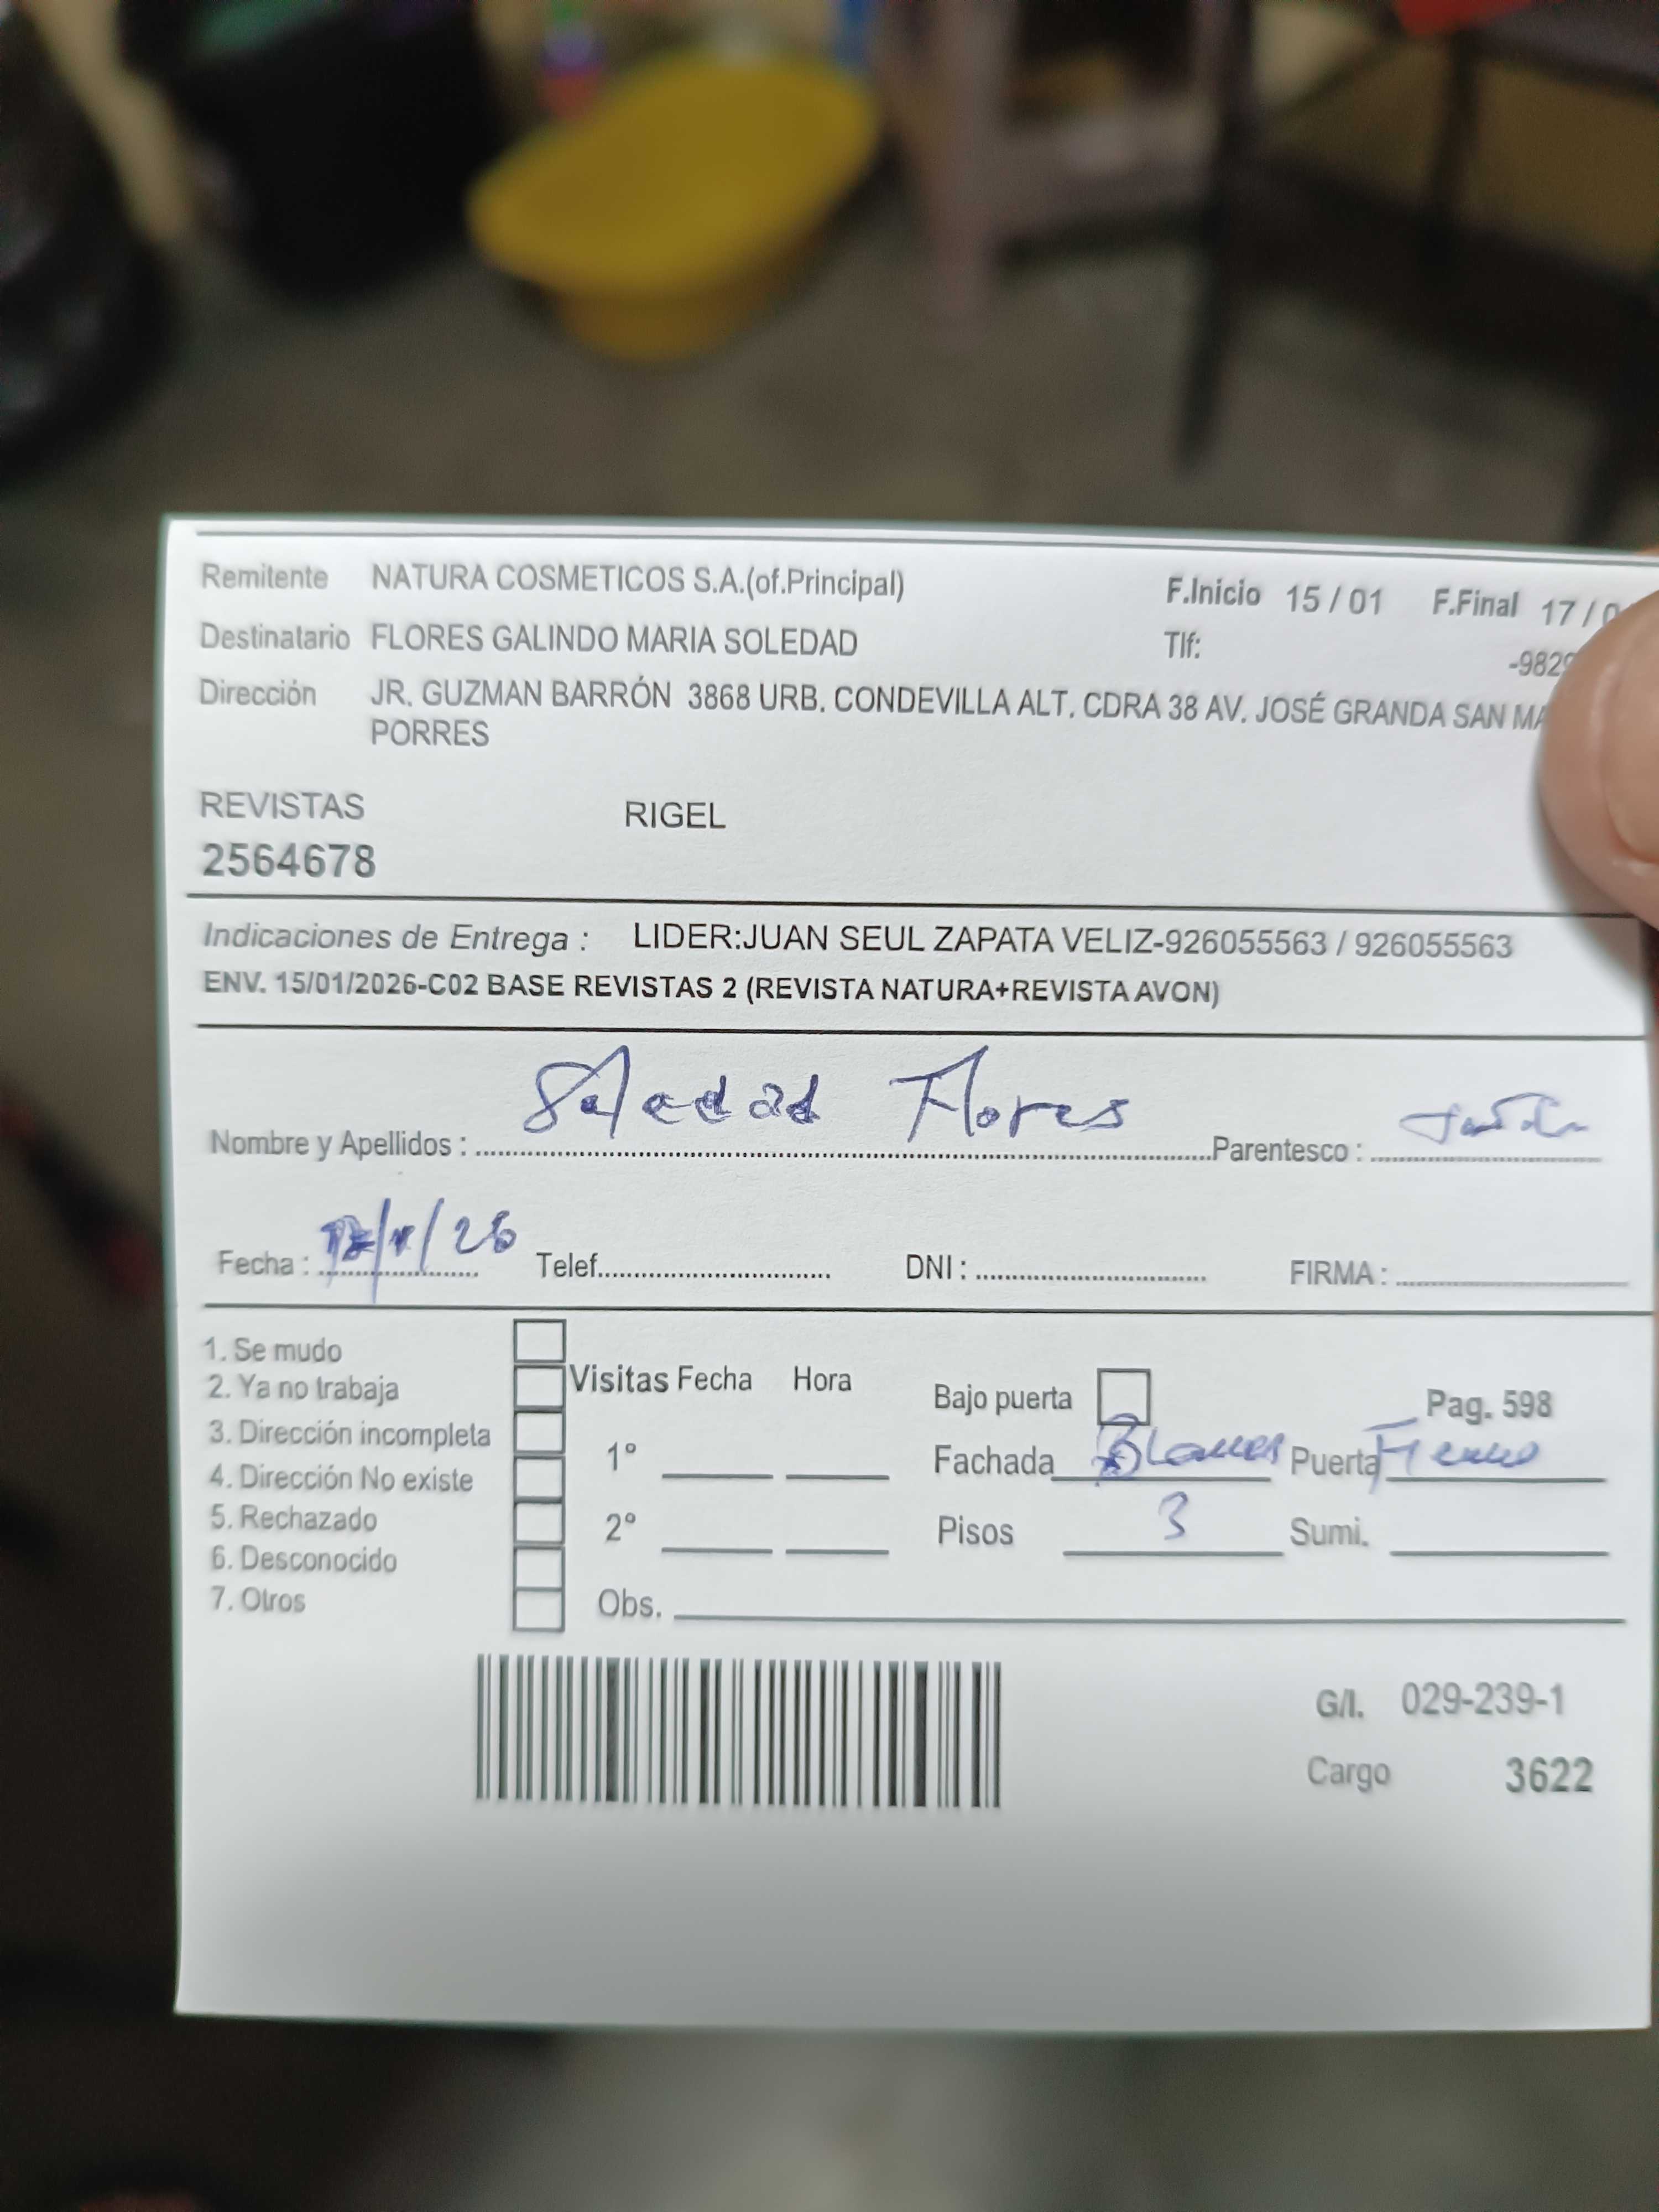 Remitente NATURA COSMETICOS S.A.(of.Principal) F.Inicio 15 / 01 F.Final 17 / 0
Destinatario FLORES GALINDO MARIA SOLEDAD Tlf: -982
Dirección JR. GUZMAN BARRÓN 3868 URB. CONDEVILLA ALT. CDRA 38 AV. JOSÉ GRANDA SAN MA
PORRES
REVISTAS RIGEL
2564678
Indicaciones de Entrega : LIDER:JUAN SEUL ZAPATA VELIZ-926055563 / 926055563
ENV. 15/01/2026-C02 BASE REVISTAS 2 (REVISTA NATURA+REVISTA AVON)
Nombre y Apellidos : Soledad Flores Parentesco :
Fecha : /26 Telef. DNI : FIRMA :
1. Se mudo
2. Ya no trabaja Visitas Fecha Hora Bajo puerta Pag. 598
3. Dirección incompleta 1° Fachada Puerta
4. Dirección No existe
5. Rechazado 2° Pisos 3 Sumi.
6. Desconocido
7. Otros Obs.
G/I. 029-239-1
Cargo 3622